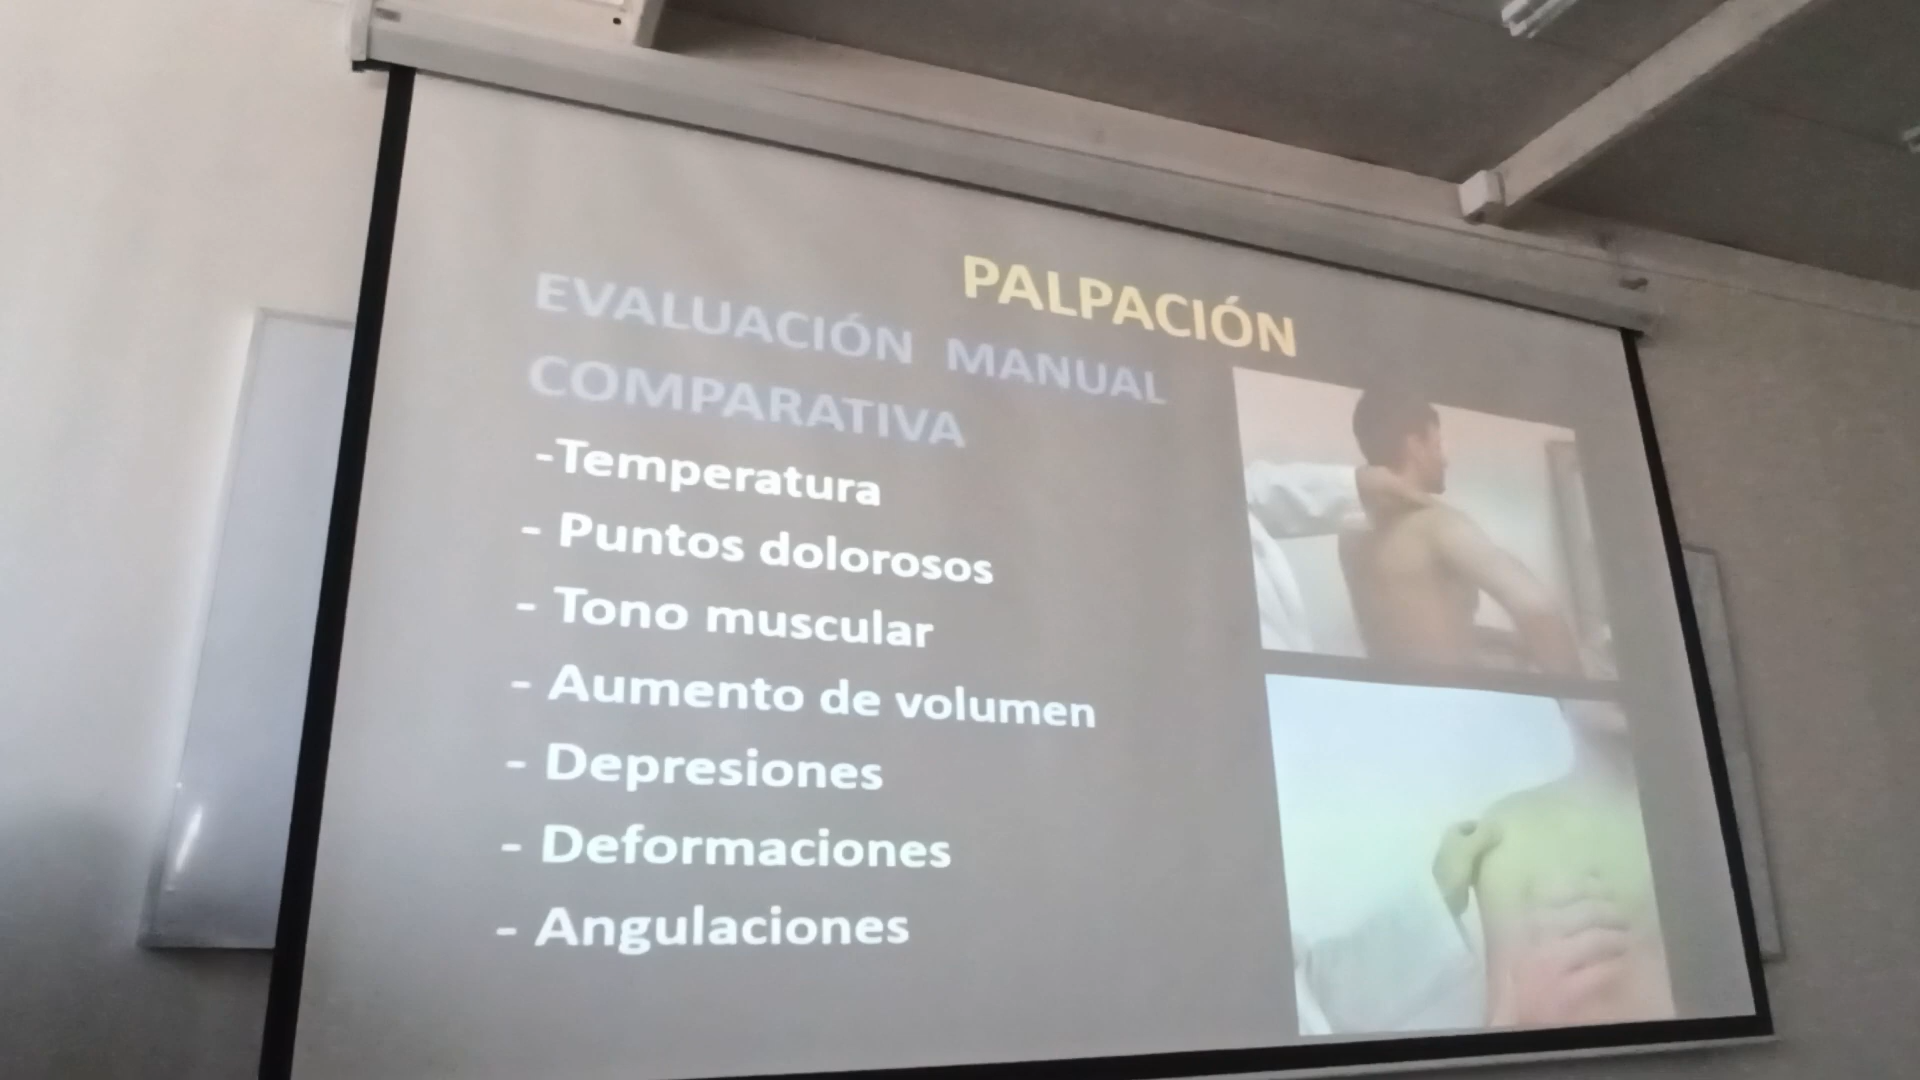 PALPACIÓN
EVALUACIÓN MANUAL
COMPARATIVA
-Temperatura
- Puntos dolorosos
- Tono muscular
- Aumento de volumen
- Depresiones
- Deformaciones
- Angulaciones